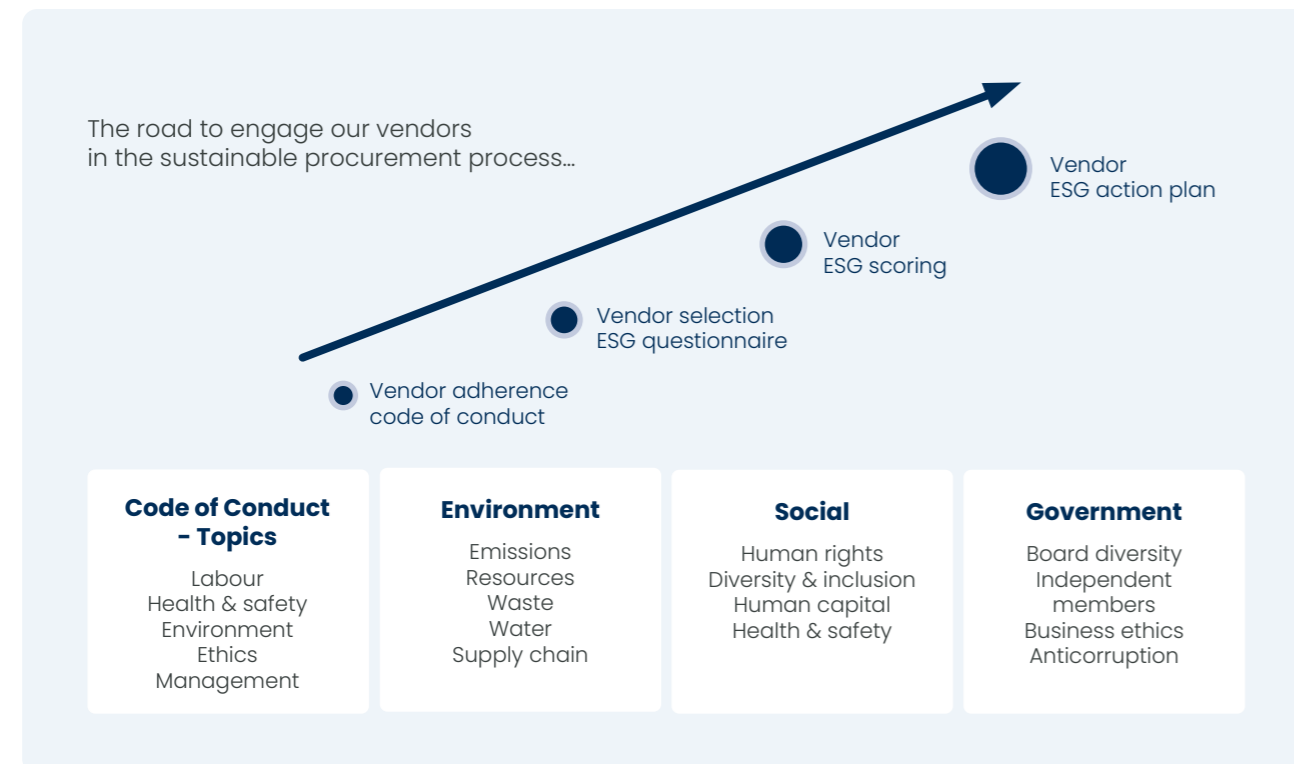 The road to engage our vendors
in the sustainable procurement process...
Vendor
ESG action plan
Vendor
ESG scoring
Vendor selection
ESG questionnaire
Vendor adherence
code of conduct
Code of Conduct
- Topics
Labour
Health & safety
Environment
Ethics
Management
Environment
Emissions
Resources
Waste
Water
Supply chain
Social
Human rights
Diversity & inclusion
Human capital
Health & safety
Government
Board diversity
Independent
members
Business ethics
Anticorruption